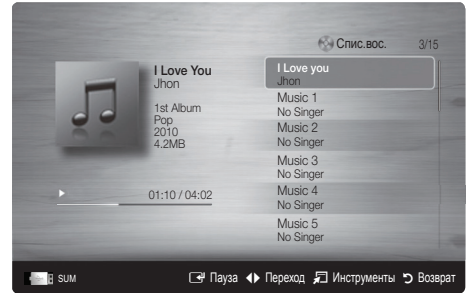 Спис.вос. 3/15
I Love You
Jhon
1st Album
Pop
2010
4.2MB
01:10 / 04:02
I Love you
Jhon
Music 1
No Singer
Music 2
No Singer
Music 3
No Singer
Music 4
No Singer
Music 5
No Singer
SUM Пауза Переход Инструменты Возврат